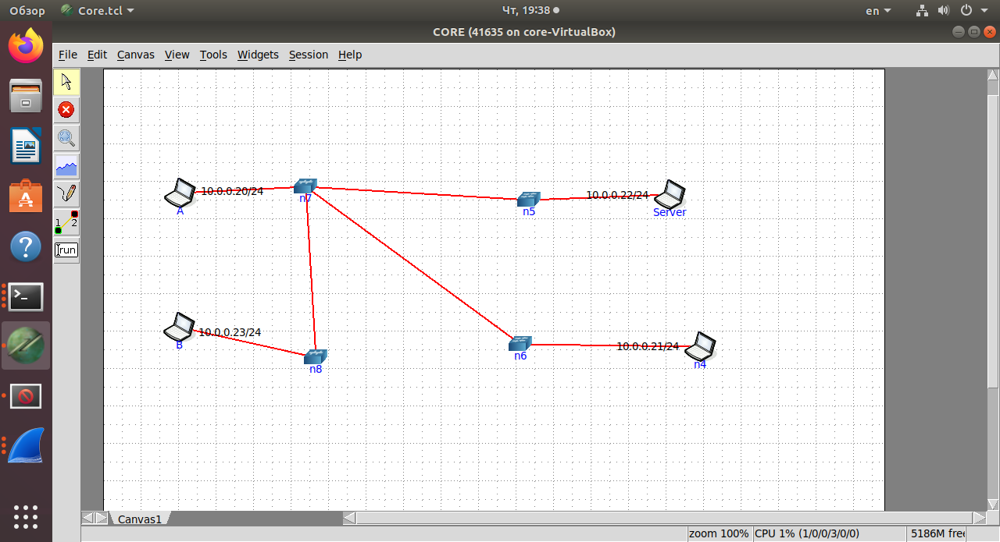 Обзор Core.tcl Чт, 19:38 en
CORE (41635 on core-VirtualBox)
File Edit Canvas View Tools Widgets Session Help
10.0.0.20/24
A
n7
n5
10.0.0.22/24
Server
1 2
run
10.0.0.23/24
B
n8
n6
10.0.0.21/24
n4
Canvas1
zoom 100% CPU 1% (1/0/0/3/0/0) 5186M free